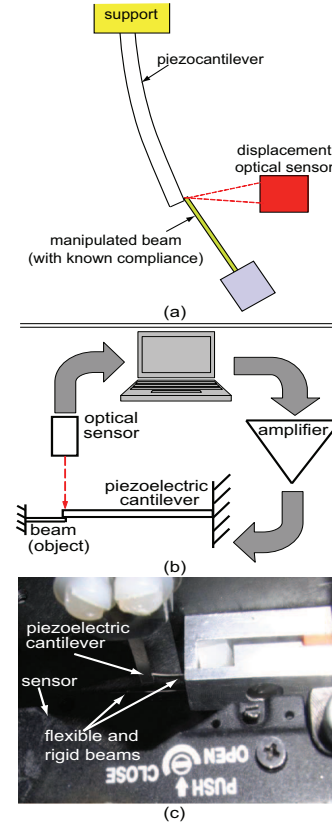 support
piezocantilever
displacement
optical sensor
manipulated beam
(with known compliance)
(a)
optical
sensor
amplifier
piezoelectric
cantilever
beam
(object)
(b)
piezoelectric
cantilever
sensor
flexible and
rigid beams
OPEN
CLOSE
PUSH
(c)